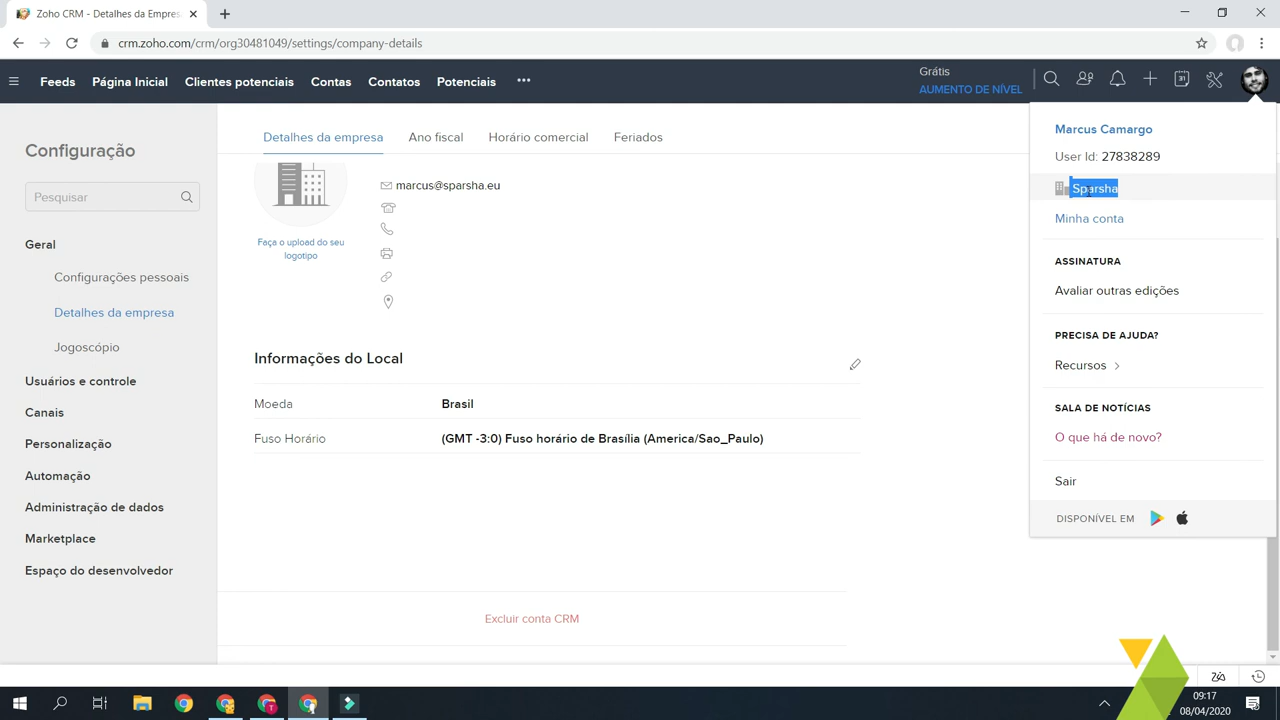 Zoho CRM - Detalhes da Empres
crm.zoho.com/crm/org30481049/settings/company-details
Feeds
Página Inicial
Clientes potenciais
Contas
Contatos
Potenciais
Grátis
AUMENTO DE NÍVEL
31
Configuração
Pesquisar
Geral
Configurações pessoais
Detalhes da empresa
Jogoscópio
Usuários e controle
Canais
Personalização
Automação
Administração de dados
Marketplace
Espaço do desenvolvedor
Detalhes da empresa
Ano fiscal
Horário comercial
Feriados
marcus@sparsha.eu
Faça o upload do seu
logotipo
Informações do Local
Moeda
Brasil
Fuso Horário
(GMT -3:0) Fuso horário de Brasília (America/Sao_Paulo)
Excluir conta CRM
Marcus Camargo
User Id: 27838289
Sparsha
Minha conta
ASSINATURA
Avaliar outras edições
PRECISA DE AJUDA?
Recursos
SALA DE NOTÍCIAS
O que há de novo?
Sair
DISPONÍVEL EM
09:17
08/04/2020